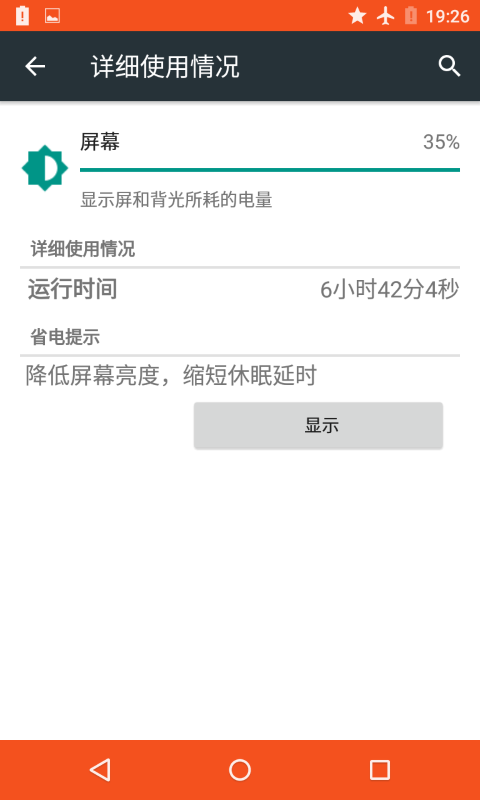 19:26
详细使用情况
屏幕 35%
显示屏和背光所耗的电量
详细使用情况
运行时间 6小时42分4秒
省电提示
降低屏幕亮度，缩短休眠延时
显示